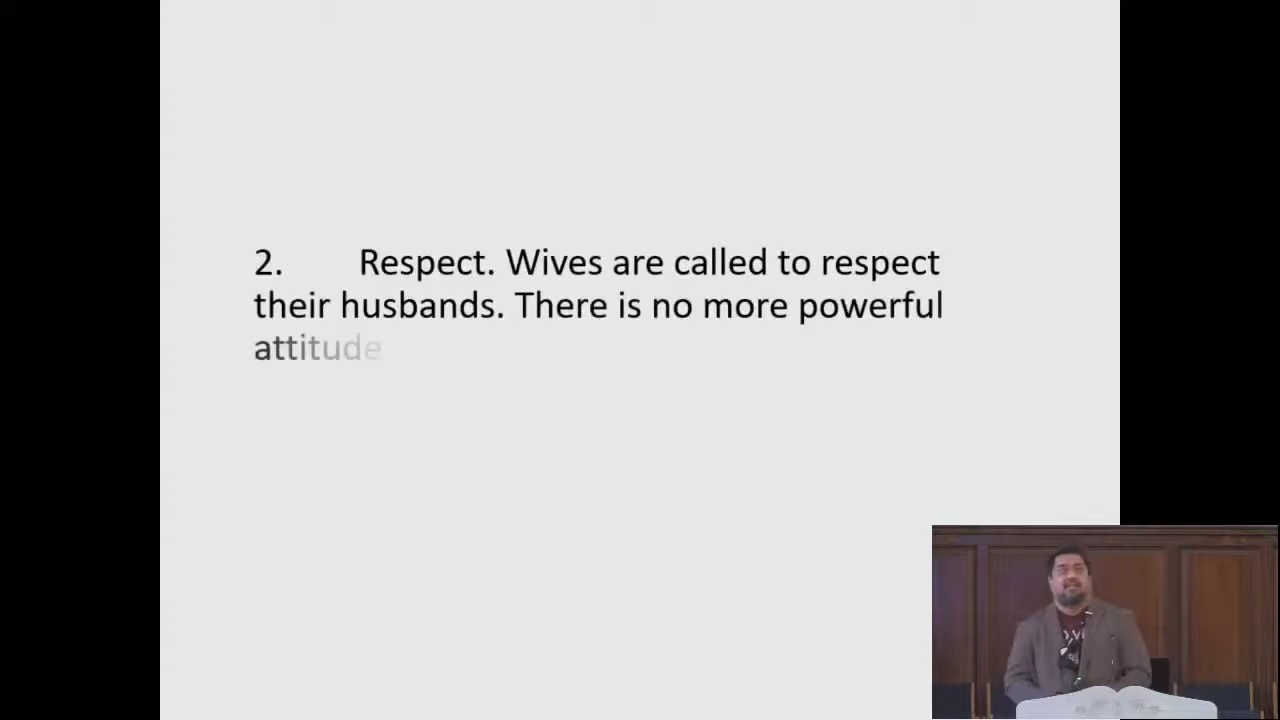 2. Respect. Wives are called to respect
their husbands. There is no more powerful
attitude